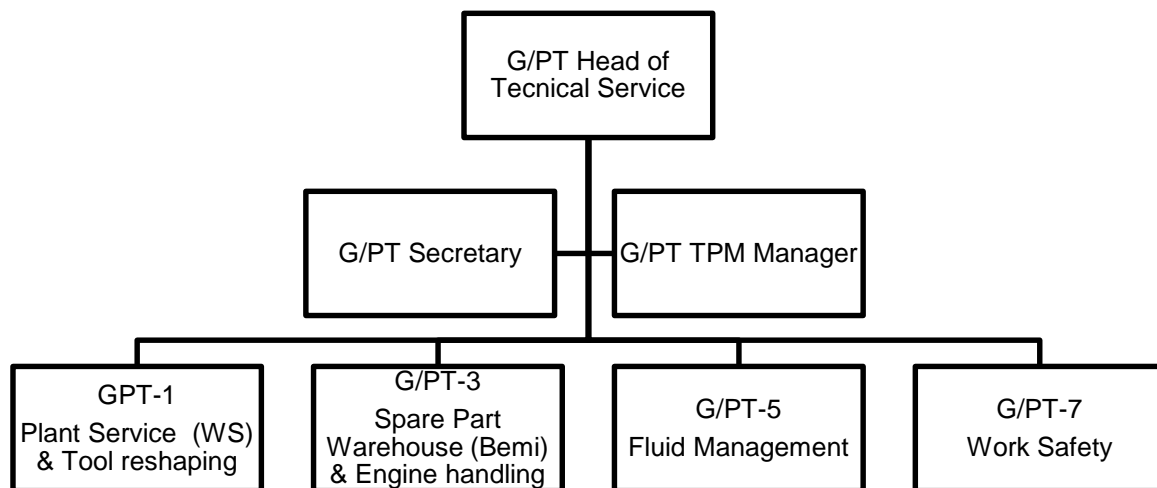 G/PT Head of
Tecnical Service
G/PT Secretary
G/PT TPM Manager
GPT-1
Plant Service (WS)
& Tool reshaping
G/PT-3
Spare Part
Warehouse (Bemi)
& Engine handling
G/PT-5
Fluid Management
G/PT-7
Work Safety